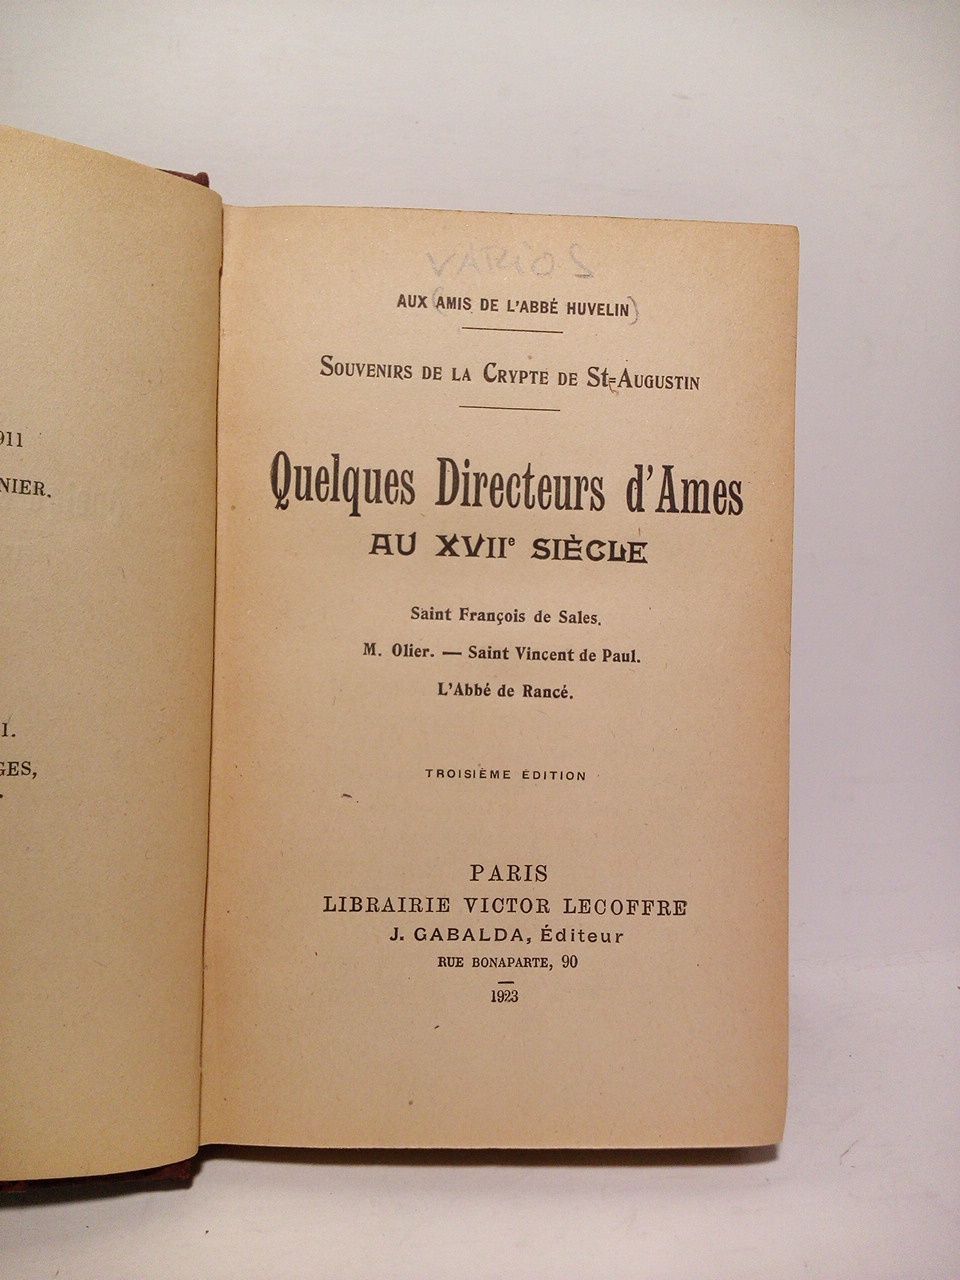 911
NIER.
I.
GES,
VARIOS
AUX (AMIS DE L'ABBÉ HUVELIN)
SOUVENIRS DE LA CRYPTE DE St-AUGUSTIN
Quelques Directeurs d'Ames
AU XVIIe SIÈCLE
Saint François de Sales.
M. Olier. — Saint Vincent de Paul.
L'Abbé de Rancé.
TROISIÈME ÉDITION
PARIS
LIBRAIRIE VICTOR LECOFFRE
J. GABALDA, Éditeur
RUE BONAPARTE, 90
1923